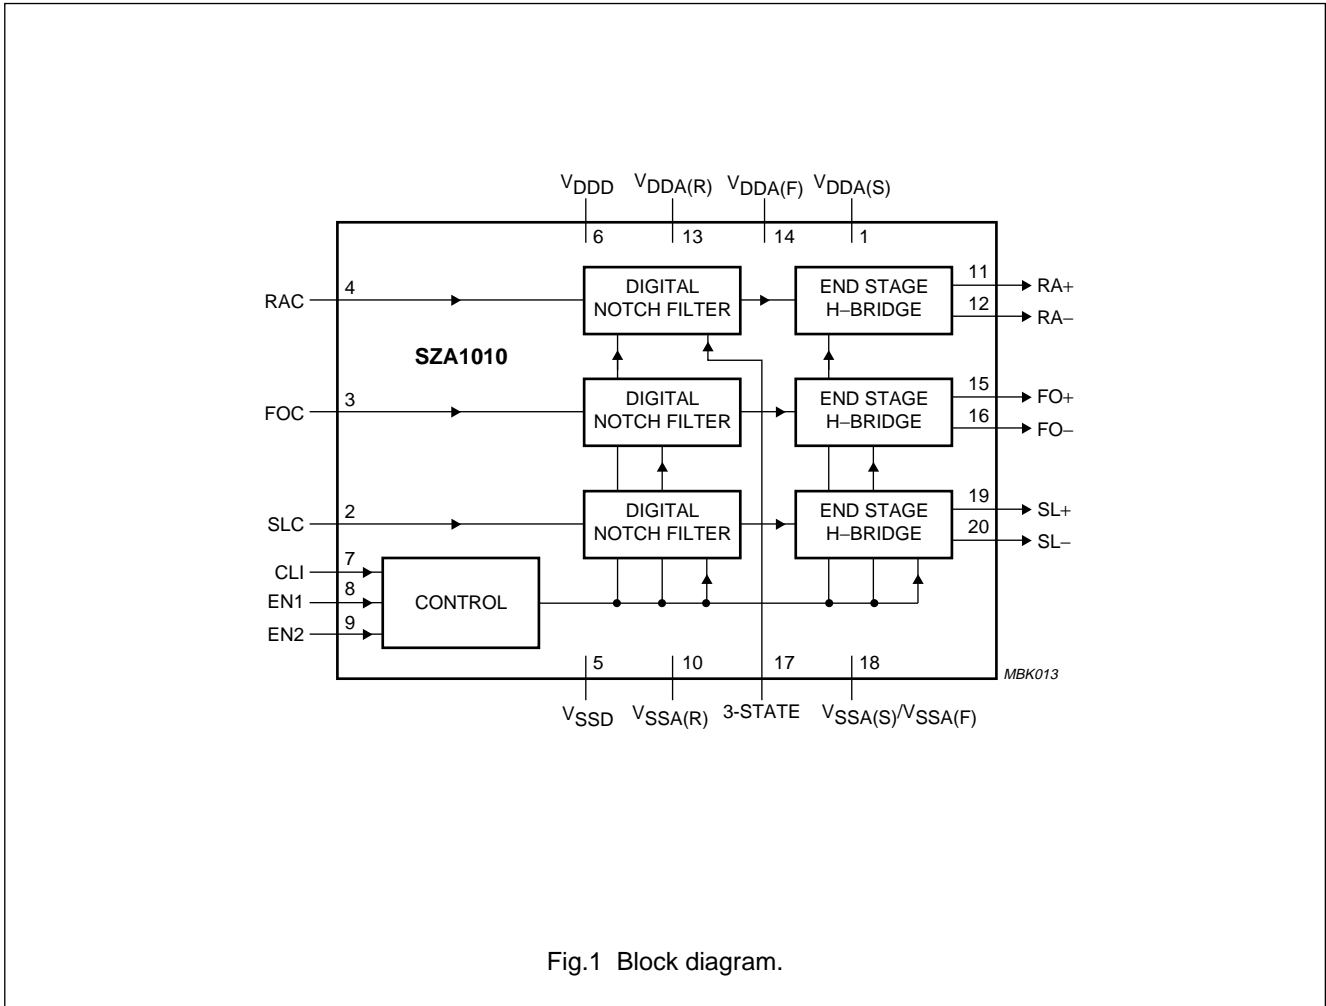 VDDD VDDA(R) VDDA(F) VDDA(S)
6 13 14 1
RAC 4
DIGITAL
NOTCH FILTER
END STAGE
H–BRIDGE
11 RA+
12 RA–
SZA1010
FOC 3
DIGITAL
NOTCH FILTER
END STAGE
H–BRIDGE
15 FO+
16 FO–
SLC 2
DIGITAL
NOTCH FILTER
END STAGE
H–BRIDGE
19 SL+
20 SL–
CLI 7
EN1 8
EN2 9
CONTROL
5 10 17 18
VSSD VSSA(R) 3-STATE VSSA(S)/VSSA(F)
MBK013
Fig.1 Block diagram.